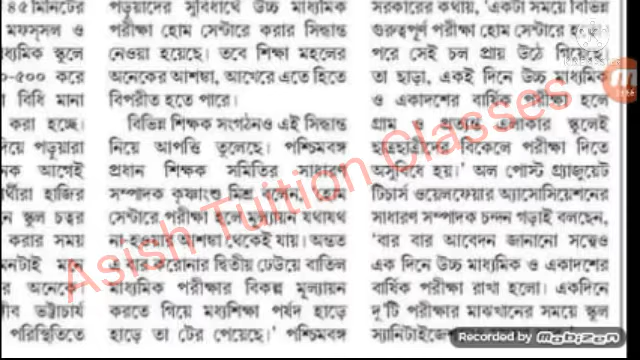 ৪৫ মিনিটের
মফস্সল ও
মাধ্যমিক স্কুলে
০-৫০০ করে
বিধি মানা
করা হচ্ছে।
দিয়ে পড়ুয়ারা
আগেই
হাজির
স্কুল চত্বর
করার সময়
অনেকে
ভট্টাচার্য
পরিস্থিতিতে
পড়ুয়াদের সুবিধার্থে উচ্চ মাধ্যমিক
পরীক্ষা হোম সেন্টারে করার সিদ্ধান্ত
নেওয়া হয়েছে। তবে শিক্ষা মহলের
অনেকের আশঙ্কা, আখেরে এতে হিতে
বিপরীত হতে পারে।
বিভিন্ন শিক্ষক সংগঠনও এই সিদ্ধান্ত
নিয়ে আপত্তি তুলেছে। পশ্চিমবঙ্গ
প্রধান শিক্ষক সমিতির সাধারণ
সম্পাদক কৃষ্ণাংশু মিশ্র বলেন, 'হোম
সেন্টারে পরীক্ষা হলে মূল্যায়ন যথাযথ
না-হওয়ার আশঙ্কা থেকেই যায়। অন্তত
এ বার করোনার দ্বিতীয় ঢেউয়ে বাতিল
মাধ্যমিক পরীক্ষার বিকল্প মূল্যায়ন
করতে গিয়ে মধ্যশিক্ষা পর্ষদ হাড়ে
হাড়ে তা টের পেয়েছে।' পশ্চিমবঙ্গ
সরকারের কথায়, 'একটা সময়ে বিভিন্ন
গুরুত্বপূর্ণ পরীক্ষা হোম সেন্টারে হলেও
পরে সেই চল প্রায় উঠে গিয়েছে।
তা ছাড়া, একই দিনে উচ্চ মাধ্যমিক
ও একাদশের বার্ষিক পরীক্ষা হলে
গ্রাম ও প্রত্যন্ত এলাকার স্কুলেই
ছাত্রছাত্রীদের বিকেলে পরীক্ষা দিতে
অসুবিধে হয়।' অল পোস্ট গ্র্যাজুয়েট
টিচার্স ওয়েলফেয়ার অ্যাসোসিয়েশনের
সাধারণ সম্পাদক চন্দন গড়াই বলছেন,
'বার বার আবেদন জানানো সত্ত্বেও
এক দিনে উচ্চ মাধ্যমিক ও একাদশের
বার্ষিক পরীক্ষা রাখা হলো। একদিনে
দু'টি পরীক্ষার মাঝখানের সময়ে স্কুল
Asish Tuition Classes
RECORDED BY
Mobizen